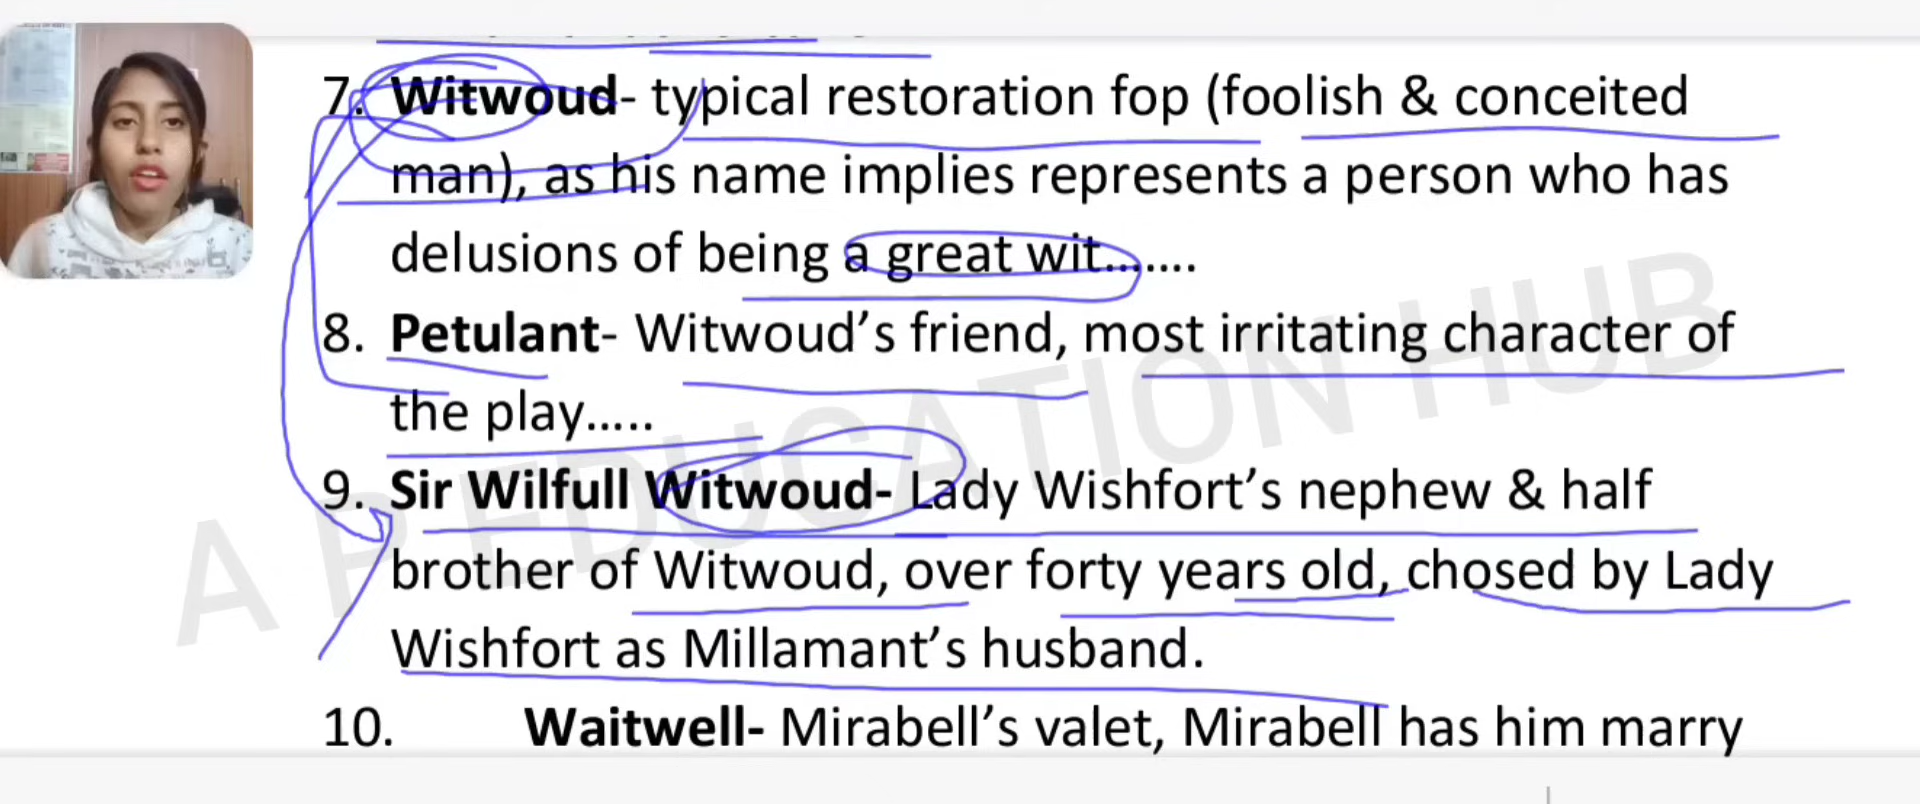 7. Witwoud- typical restoration fop (foolish & conceited
man), as his name implies represents a person who has
delusions of being a great wit.......
8. Petulant- Witwoud’s friend, most irritating character of
the play.....
9. Sir Wilfull Witwoud- Lady Wishfort’s nephew & half
brother of Witwoud, over forty years old, chosed by Lady
Wishfort as Millamant’s husband.
10. Waitwell- Mirabell’s valet, Mirabell has him marry
A P EDUCATION HUB